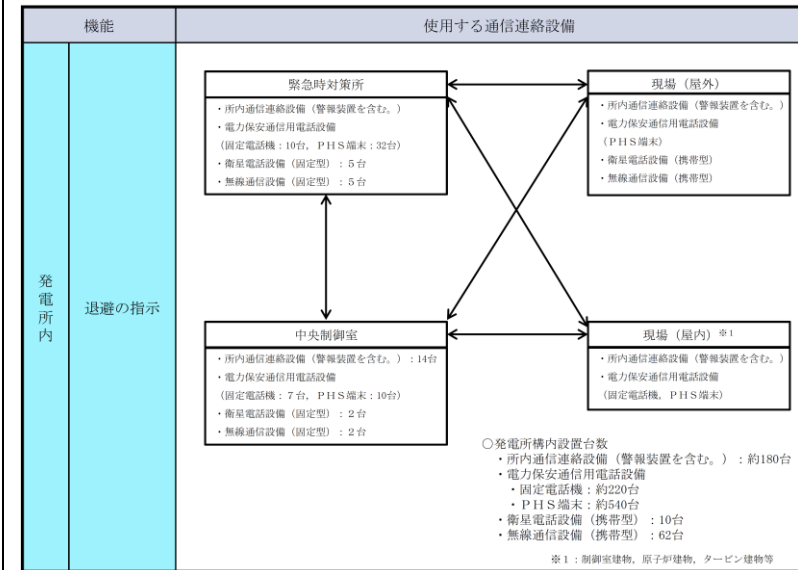 機能
使用する通信連絡設備
発電所内
退避の指示
緊急時対策所
・所内通信連絡設備（警報装置を含む。）
・電力保安通信用電話設備
（固定電話機：10台，ＰＨＳ端末：32台）
・衛星電話設備（固定型）：５台
・無線通信設備（固定型）：５台
現場（屋外）
・所内通信連絡設備（警報装置を含む。）
・電力保安通信用電話設備
（ＰＨＳ端末）
・衛星電話設備（携帯型）
・無線通信設備（携帯型）
中央制御室
・所内通信連絡設備（警報装置を含む。）：14台
・電力保安通信用電話設備
（固定電話機：７台，ＰＨＳ端末：10台）
・衛星電話設備（固定型）：２台
・無線通信設備（固定型）：２台
現場（屋内）※１
・所内通信連絡設備（警報装置を含む。）
・電力保安通信用電話設備
（固定電話機，ＰＨＳ端末）
○発電所構内設置台数
・所内通信連絡設備（警報装置を含む。）：約180台
・電力保安通信用電話設備
・固定電話機：約220台
・ＰＨＳ端末：約540台
・衛星電話設備（携帯型）：10台
・無線通信設備（携帯型）：62台
※１：制御室建物，原子炉建物，タービン建物等